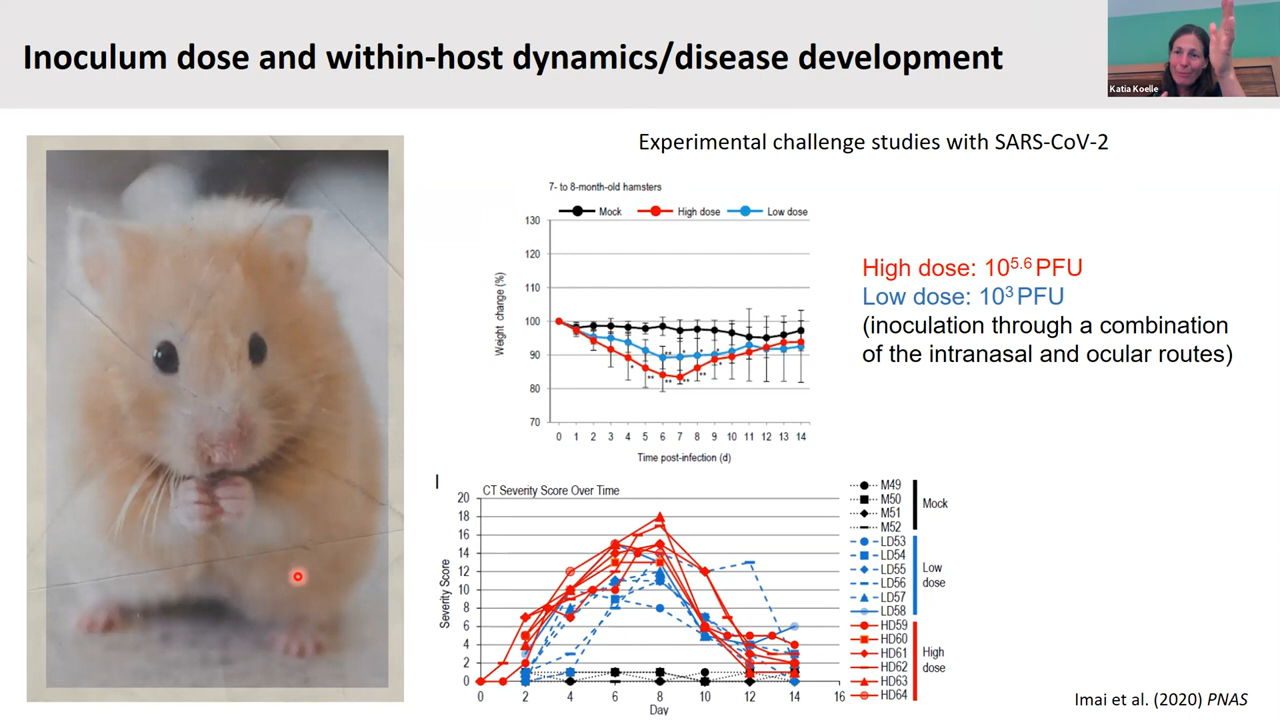 Inoculum dose and within-host dynamics/disease development
Katia Koelle
Experimental challenge studies with SARS-CoV-2
7- to 8-month-old hamsters
Mock
High dose
Low dose
130
120
110
100
90
80
70
Weight change (%)
0 1 2 3 4 5 6 7 8 9 10 11 12 13 14
Time post-infection (d)
High dose: 10^5.6 PFU
Low dose: 10^3 PFU
(inoculation through a combination
of the intranasal and ocular routes)
I
CT Severity Score Over Time
20
18
16
14
12
10
8
6
4
2
0
Severity Score
0 2 4 6 8 10 12 14 16
Day
M49
M50
M51
M52
Mock
LD53
LD54
LD55
LD56
LD57
LD58
Low
dose
HD59
HD60
HD61
HD62
HD63
HD64
High
dose
Imai et al. (2020) PNAS